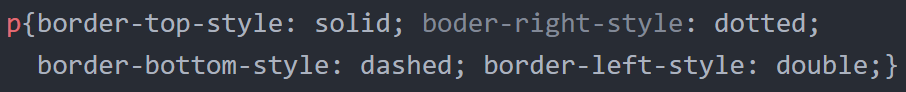 p{border-top-style: solid; boder-right-style: dotted;
border-bottom-style: dashed; border-left-style: double;}